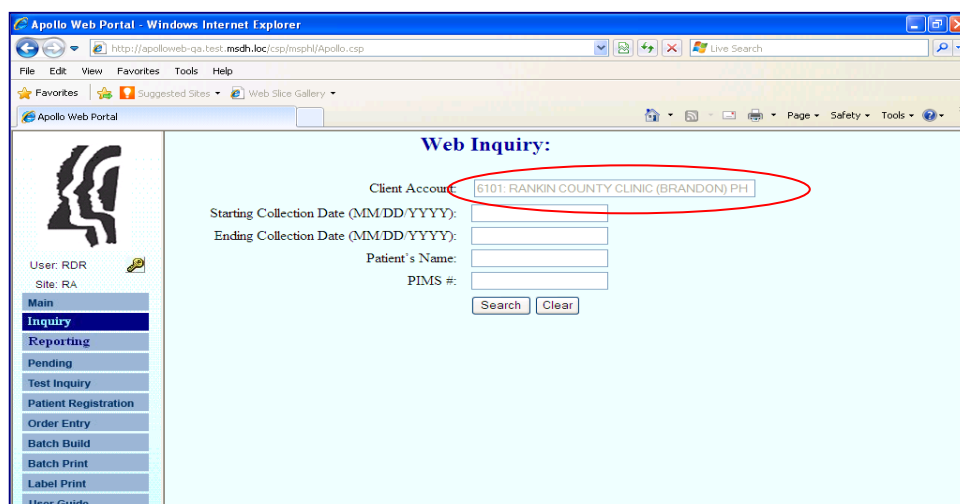 Apollo Web Portal - Windows Internet Explorer
http://apolloweb-qa.test.msdh.loc/csp/msphl/Apollo.csp
Live Search
File Edit View Favorites Tools Help
Favorites Suggested Sites Web Slice Gallery
Apollo Web Portal Page Safety Tools
Web Inquiry:
Client Account: 6101: RANKIN COUNTY CLINIC (BRANDON) PH
Starting Collection Date (MM/DD/YYYY):
Ending Collection Date (MM/DD/YYYY):
Patient's Name:
PIMS #:
Search Clear
User: RDR
Site: RA
Main
Inquiry
Reporting
Pending
Test Inquiry
Patient Registration
Order Entry
Batch Build
Batch Print
Label Print
User Guide